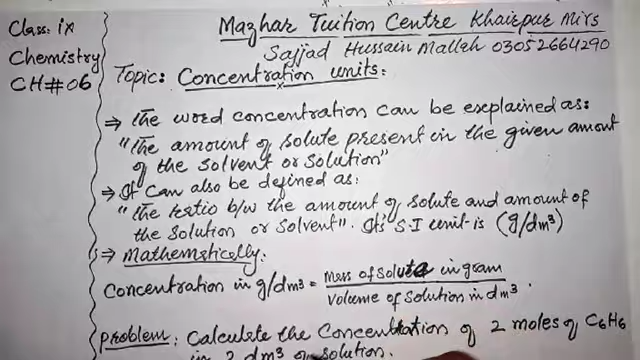 Class: ix
Chemistry
CH#06
Mazhar Tuition Centre Khairpur Mirs
Sajjad Hussain Mallah 03052664290
Topic: Concentration units:
⇒ The word concentration can be explained as:
"The amount of solute present in the given amont
of the solvent or solution"
⇒ It can also be defined as:
"The ratio b/w the amount of solute and amount of
the solution or solvent". It's S.I unit is (g/dm³)
⇒ Mathematically:
Concentration in g/dm³ = Mass of solute in gram
Volume of solution in dm³ .
Problem: Calculate the Concentration of 2 moles of C6H6
in 2 dm³ of solution.